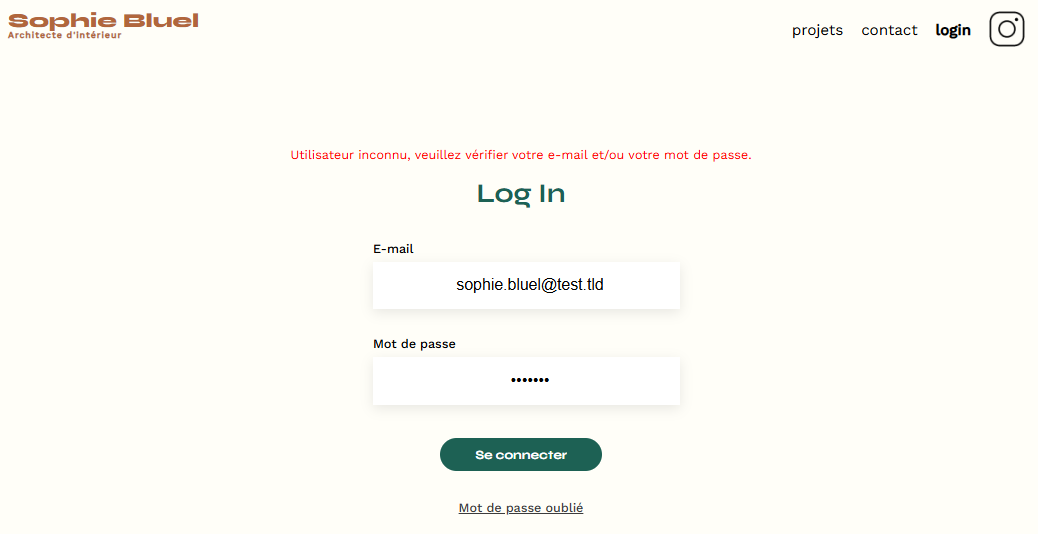 Sophie Bluel
Architecte d'intérieur
projets contact login
Utilisateur inconnu, veuillez vérifier votre e-mail et/ou votre mot de passe.
Log In
E-mail
sophie.bluel@test.tld
Mot de passe
•••••••
Se connecter
Mot de passe oublié